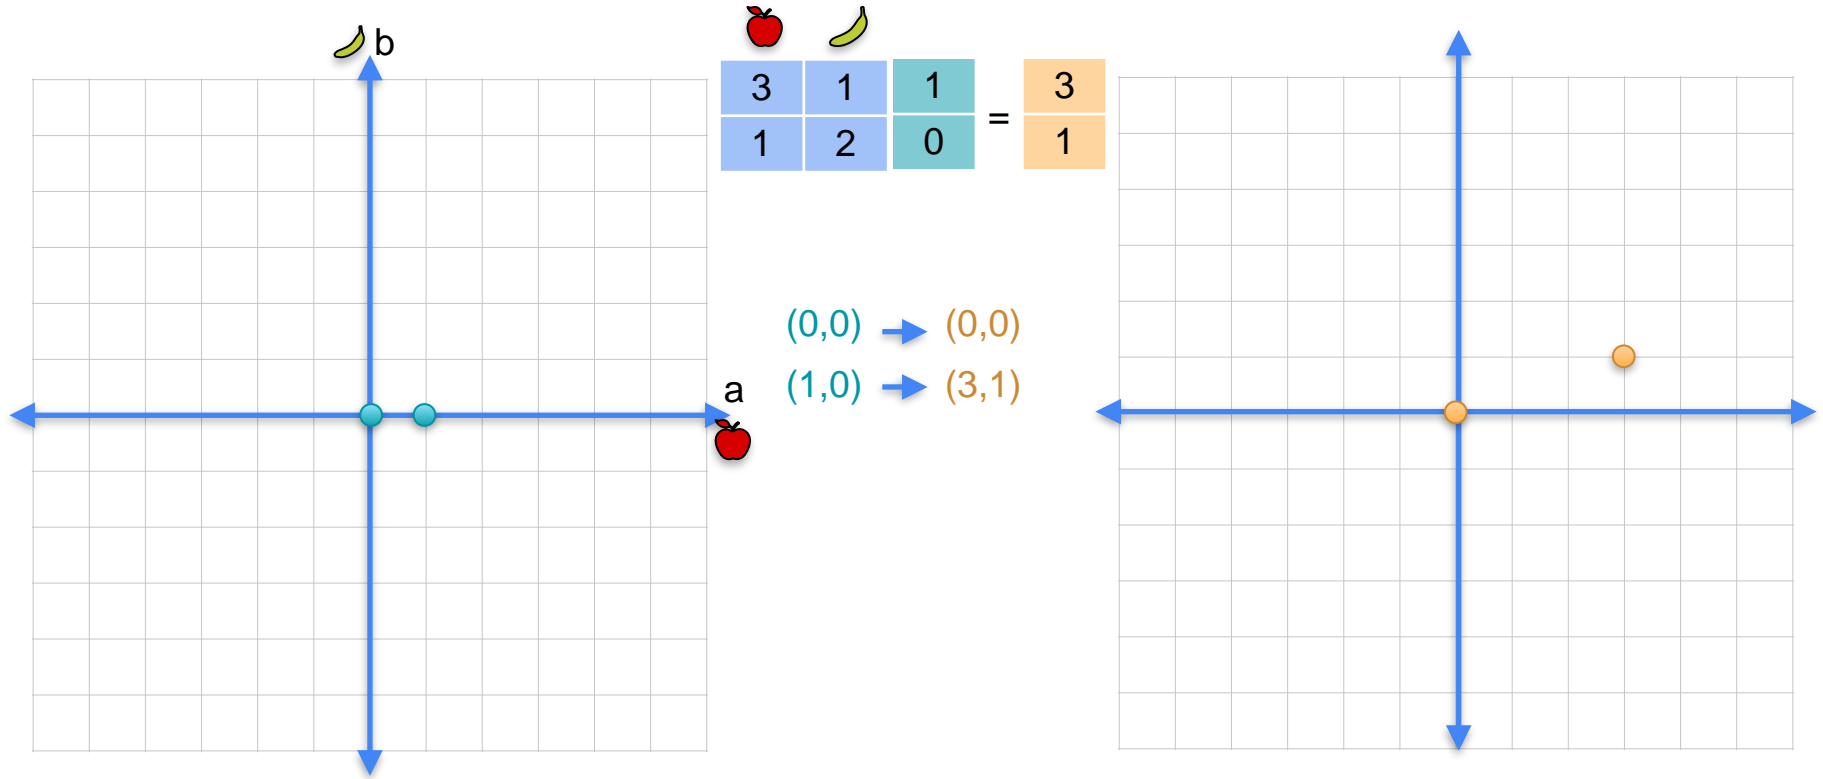 b
3 1 1 = 3
1 2 0 1
(0,0) (0,0)
(1,0) (3,1)
a